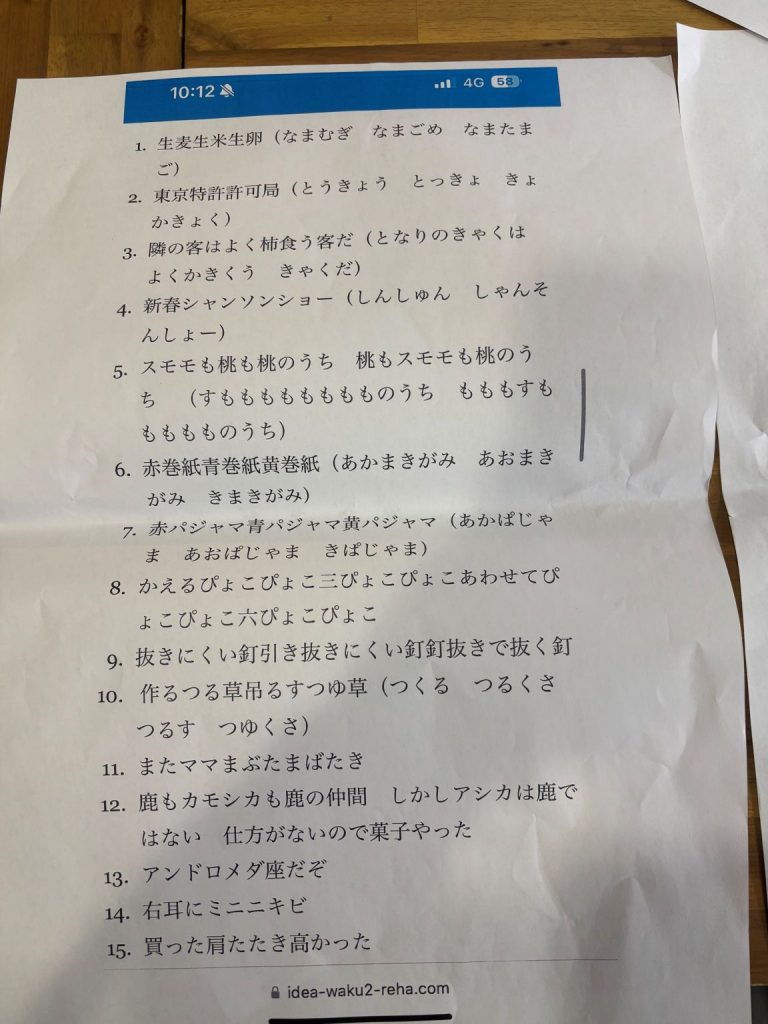 10:12 4G 58
1. 生麦生米生卵（なまむぎ　なまごめ　なまたま
ご）
2. 東京特許許可局（とうきょう　とっきょ　きょ
かきょく）
3. 隣の客はよく柿食う客だ（となりのきゃくは
よくかきくう　きゃくだ）
4. 新春シャンソンショー（しんしゅん　しゃんそ
んしょー）
5. スモモも桃も桃のうち　桃もスモモも桃のう
ち　（すももももももももものうち　もももすも
ももももものうち）
6. 赤巻紙青巻紙黄巻紙（あかまきがみ　あおまき
がみ　きまきがみ）
7. 赤パジャマ青パジャマ黄パジャマ（あかぱじゃ
ま　あおぱじゃま　きぱじゃま）
8. かえるぴょこぴょこ三ぴょこぴょこあわせてぴ
ょこぴょこ六ぴょこぴょこ
9. 抜きにくい釘引き抜きにくい釘釘抜きで抜く釘
10. 作るつる草吊るすつゆ草（つくる　つるくさ
つるす　つゆくさ）
11. またママまぶたまばたき
12. 鹿もカモシカも鹿の仲間　しかしアシカは鹿で
はない　仕方がないので菓子やった
13. アンドロメダ座だぞ
14. 右耳にミニニキビ
15. 買った肩たたき高かった
idea-waku2-reha.com